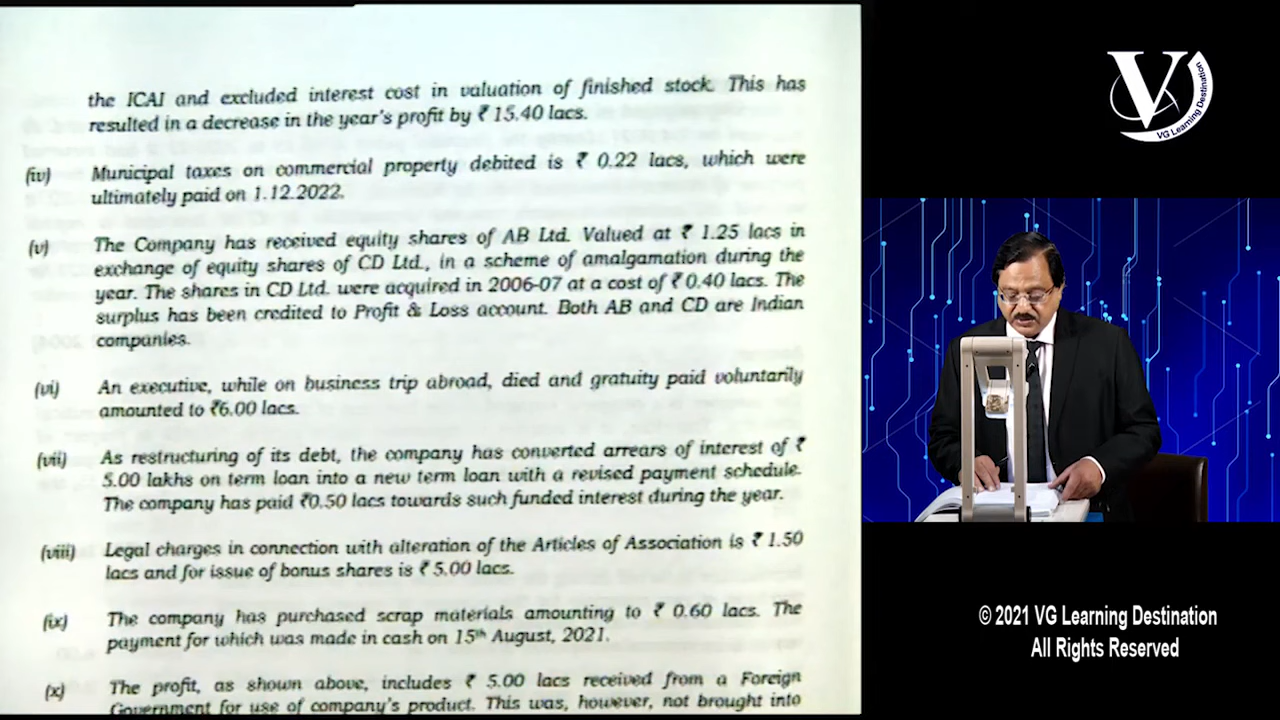 the ICAI and excluded interest cost in valuation of finished stock. This has
resulted in a decrease in the year's profit by ₹ 15.40 lacs.
(iv) Municipal taxes on commercial property debited is ₹ 0.22 lacs, which were
ultimately paid on 1.12.2022.
(v) The Company has received equity shares of AB Ltd. Valued at ₹ 1.25 lacs in
exchange of equity shares of CD Ltd., in a scheme of amalgamation during the
year. The shares in CD Ltd. were acquired in 2006-07 at a cost of ₹ 0.40 lacs. The
surplus has been credited to Profit & Loss account. Both AB and CD are Indian
companies.
(vi) An executive, while on business trip abroad, died and gratuity paid voluntarily
amounted to ₹6.00 lacs.
(vii) As restructuring of its debt, the company has converted arrears of interest of ₹
5.00 lakhs on term loan into a new term loan with a revised payment schedule.
The company has paid ₹0.50 lacs towards such funded interest during the year.
(viii) Legal charges in connection with alteration of the Articles of Association is ₹ 1.50
lacs and for issue of bonus shares is ₹ 5.00 lacs.
(ix) The company has purchased scrap materials amounting to ₹ 0.60 lacs. The
payment for which was made in cash on 15th August, 2021.
(x) The profit, as shown above, includes ₹ 5.00 lacs received from a Foreign
Government for use of company's product. This was, however, not brought into
V
VG Learning Destination
© 2021 VG Learning Destination
All Rights Reserved